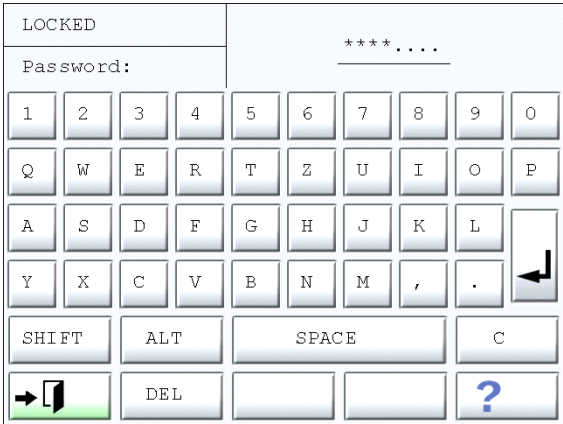 LOCKED
Password:
****....
1 2 3 4 5 6 7 8 9 0
Q W E R T Z U I O P
A S D F G H J K L
Y X C V B N M , .
SHIFT ALT SPACE C
DEL ?